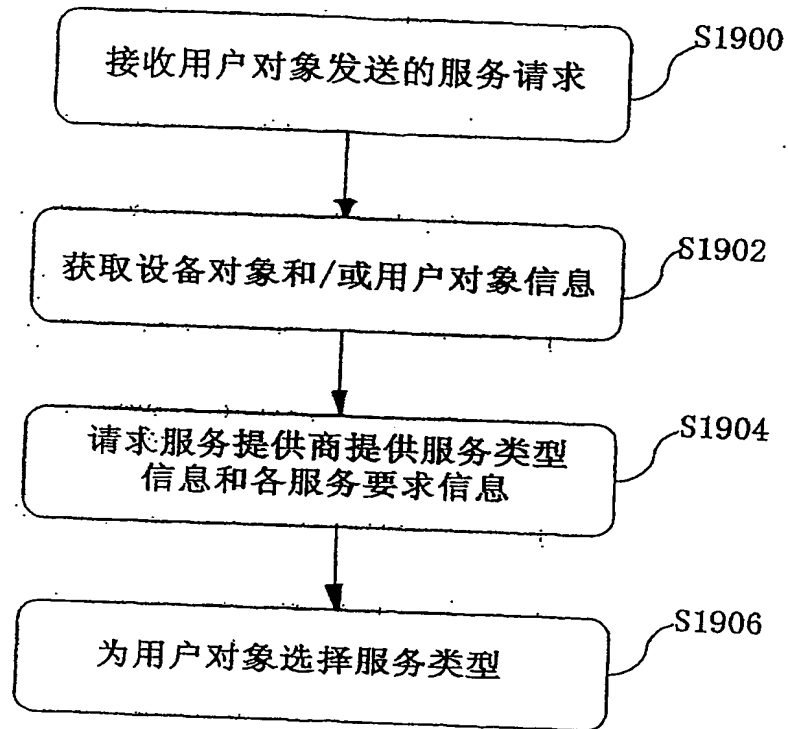 接收用户对象发送的服务请求
S1900
获取设备对象和/或用户对象信息
S1902
请求服务提供商提供服务类型
信息和各服务要求信息
S1904
为用户对象选择服务类型
S1906